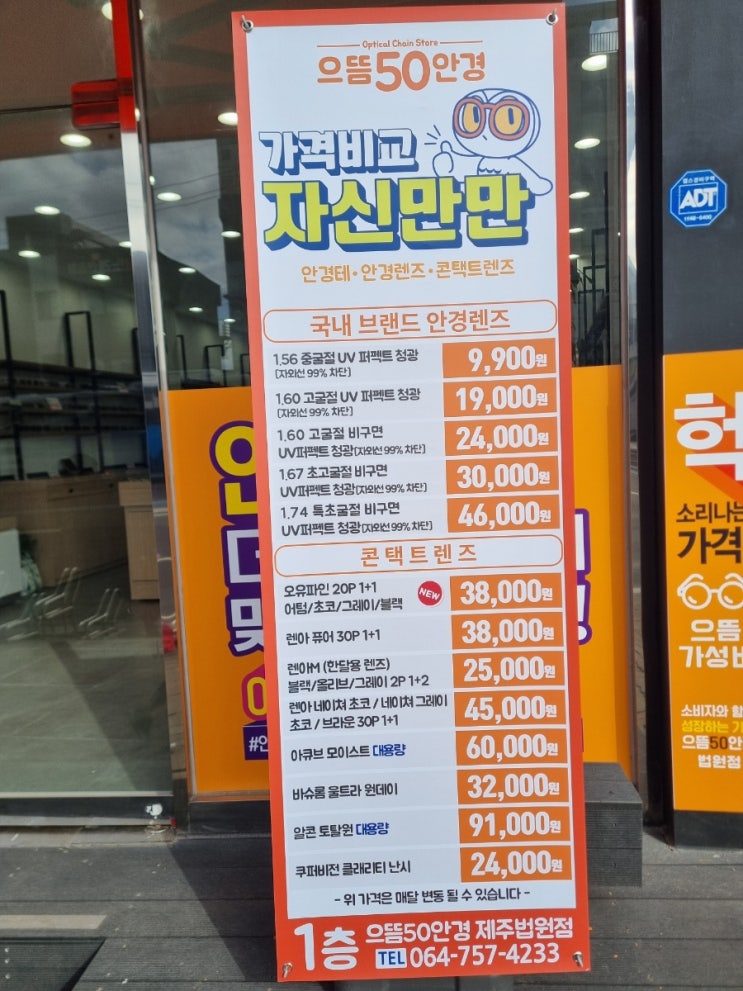 Optical Chain Store
으뜸50안경
가격비교
자신만만
안경테·안경렌즈·콘택트렌즈
국내 브랜드 안경렌즈
1.56 중굴절 UV 퍼펙트 청광
(자외선 99% 차단)
9,900원
1.60 고굴절 UV 퍼펙트 청광
(자외선 99% 차단)
19,000원
1.60 고굴절 비구면
UV퍼펙트 청광(자외선 99% 차단)
24,000원
1.67 초고굴절 비구면
UV퍼펙트 청광(자외선 99% 차단)
30,000원
1.74 특초굴절 비구면
UV퍼펙트 청광(자외선 99% 차단)
46,000원
콘택트렌즈
오유파인 20P 1+1
어텀/초코/그레이/블랙
NEW
38,000원
렌아 퓨어 30P 1+1
38,000원
렌아M (한달용 렌즈)
블랙/올리브/그레이 2P 1+2
25,000원
렌아 네이쳐 초코 / 네이쳐 그레이
초코 / 브라운 30P 1+1
45,000원
아큐브 모이스트 대용량
60,000원
바슈롬 울트라 원데이
32,000원
알콘 토탈원 대용량
91,000원
쿠퍼비전 클래리티 난시
24,000원
- 위 가격은 매달 변동 될 수 있습니다 -
1층 으뜸50안경 제주법원점
TEL 064-757-4233
ADT
소리나는
가격
으뜸
가성비
소비자와 함
성장하는 기
으뜸50안
법원점